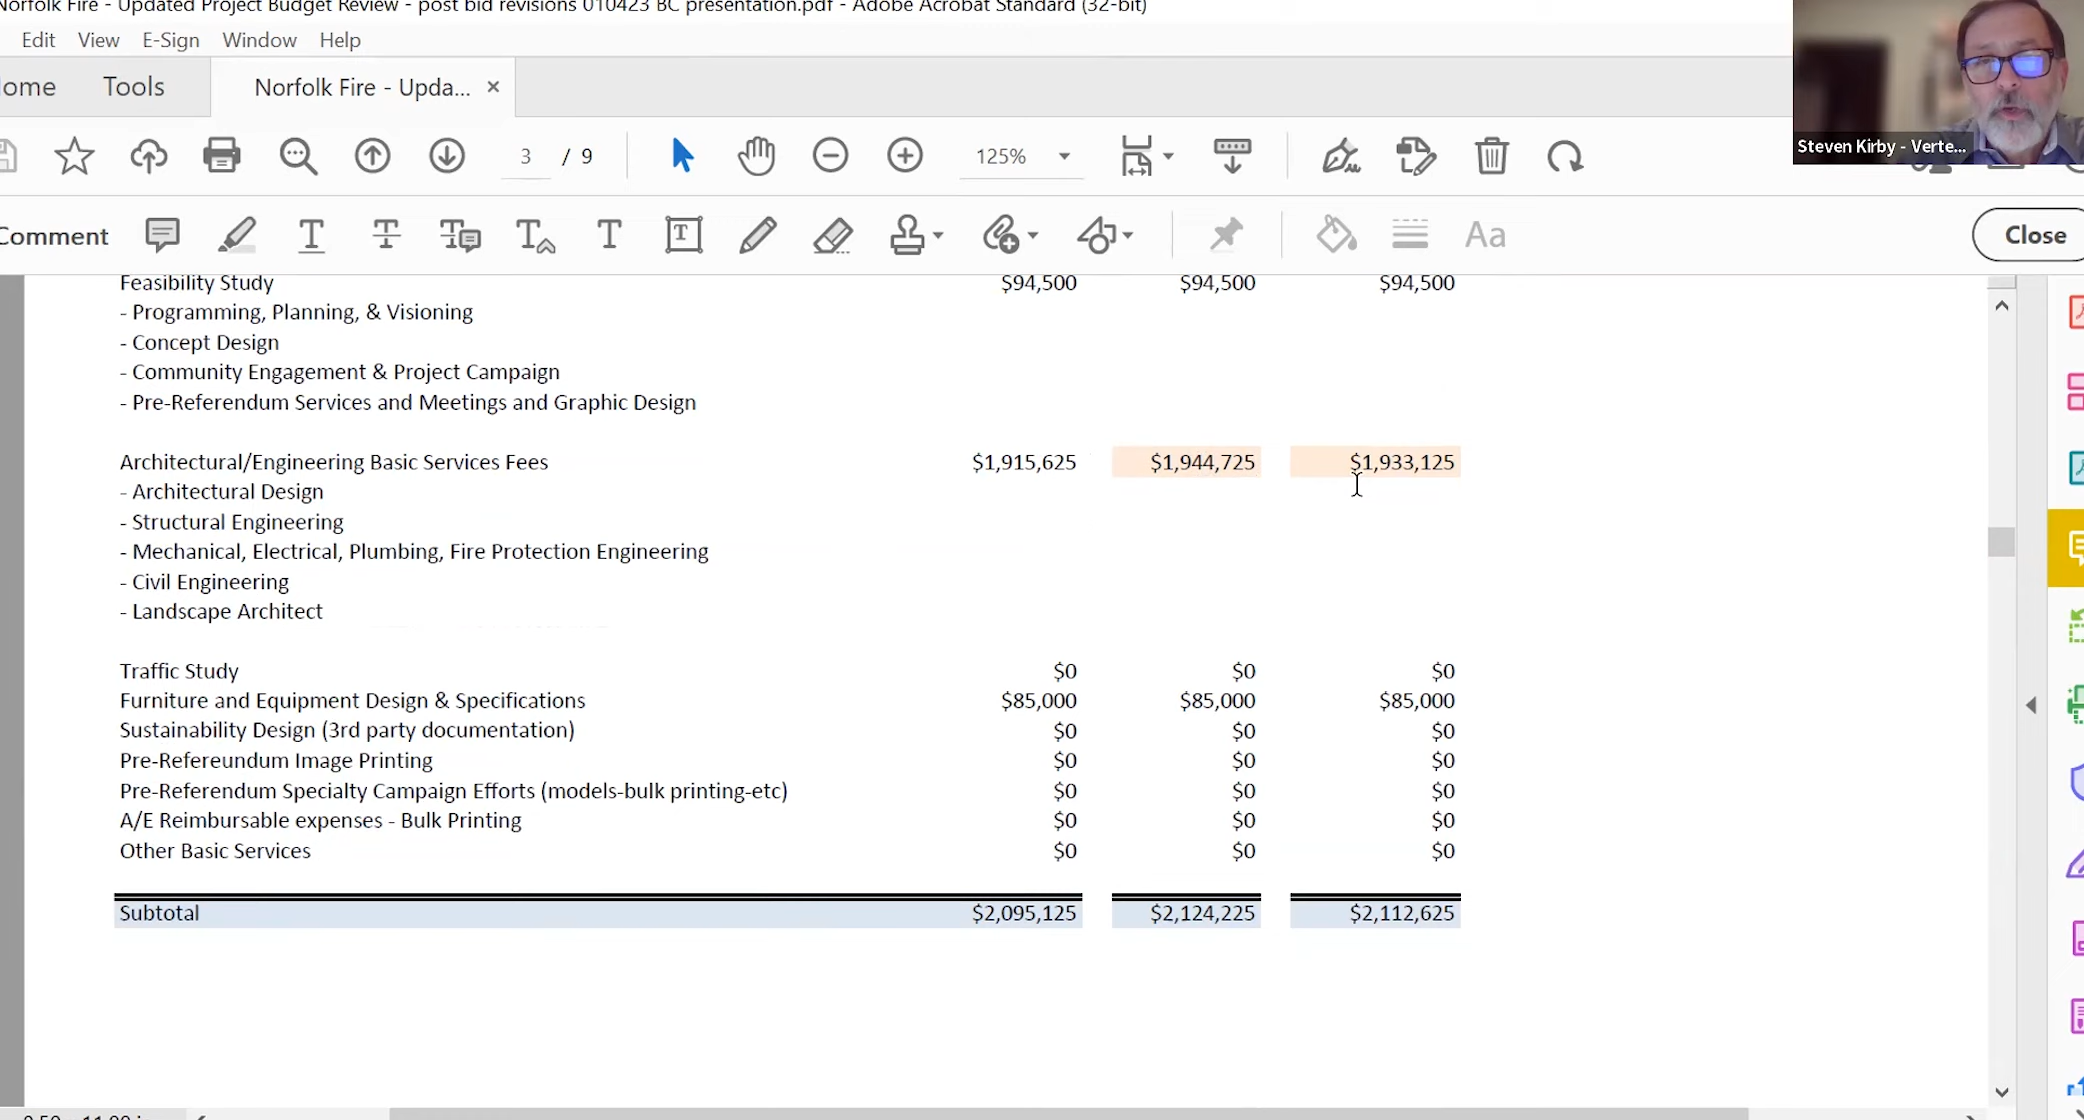 Norfolk Fire - Updated Project Budget Review - post bid revisions 010423 BC presentation.pdf - Adobe Acrobat Standard (32-bit)
Edit View E-Sign Window Help
ome Tools Norfolk Fire - Upda... ×
3 / 9 125%
Steven Kirby - Verte...
Comment T T T T T T Aa Close
Feasibility Study $94,500 $94,500 $94,500
- Programming, Planning, & Visioning
- Concept Design
- Community Engagement & Project Campaign
- Pre-Referendum Services and Meetings and Graphic Design
Architectural/Engineering Basic Services Fees $1,915,625 $1,944,725 $1,933,125
- Architectural Design
- Structural Engineering
- Mechanical, Electrical, Plumbing, Fire Protection Engineering
- Civil Engineering
- Landscape Architect
Traffic Study $0 $0 $0
Furniture and Equipment Design & Specifications $85,000 $85,000 $85,000
Sustainability Design (3rd party documentation) $0 $0 $0
Pre-Refereundum Image Printing $0 $0 $0
Pre-Referendum Specialty Campaign Efforts (models-bulk printing-etc) $0 $0 $0
A/E Reimbursable expenses - Bulk Printing $0 $0 $0
Other Basic Services $0 $0 $0
Subtotal $2,095,125 $2,124,225 $2,112,625